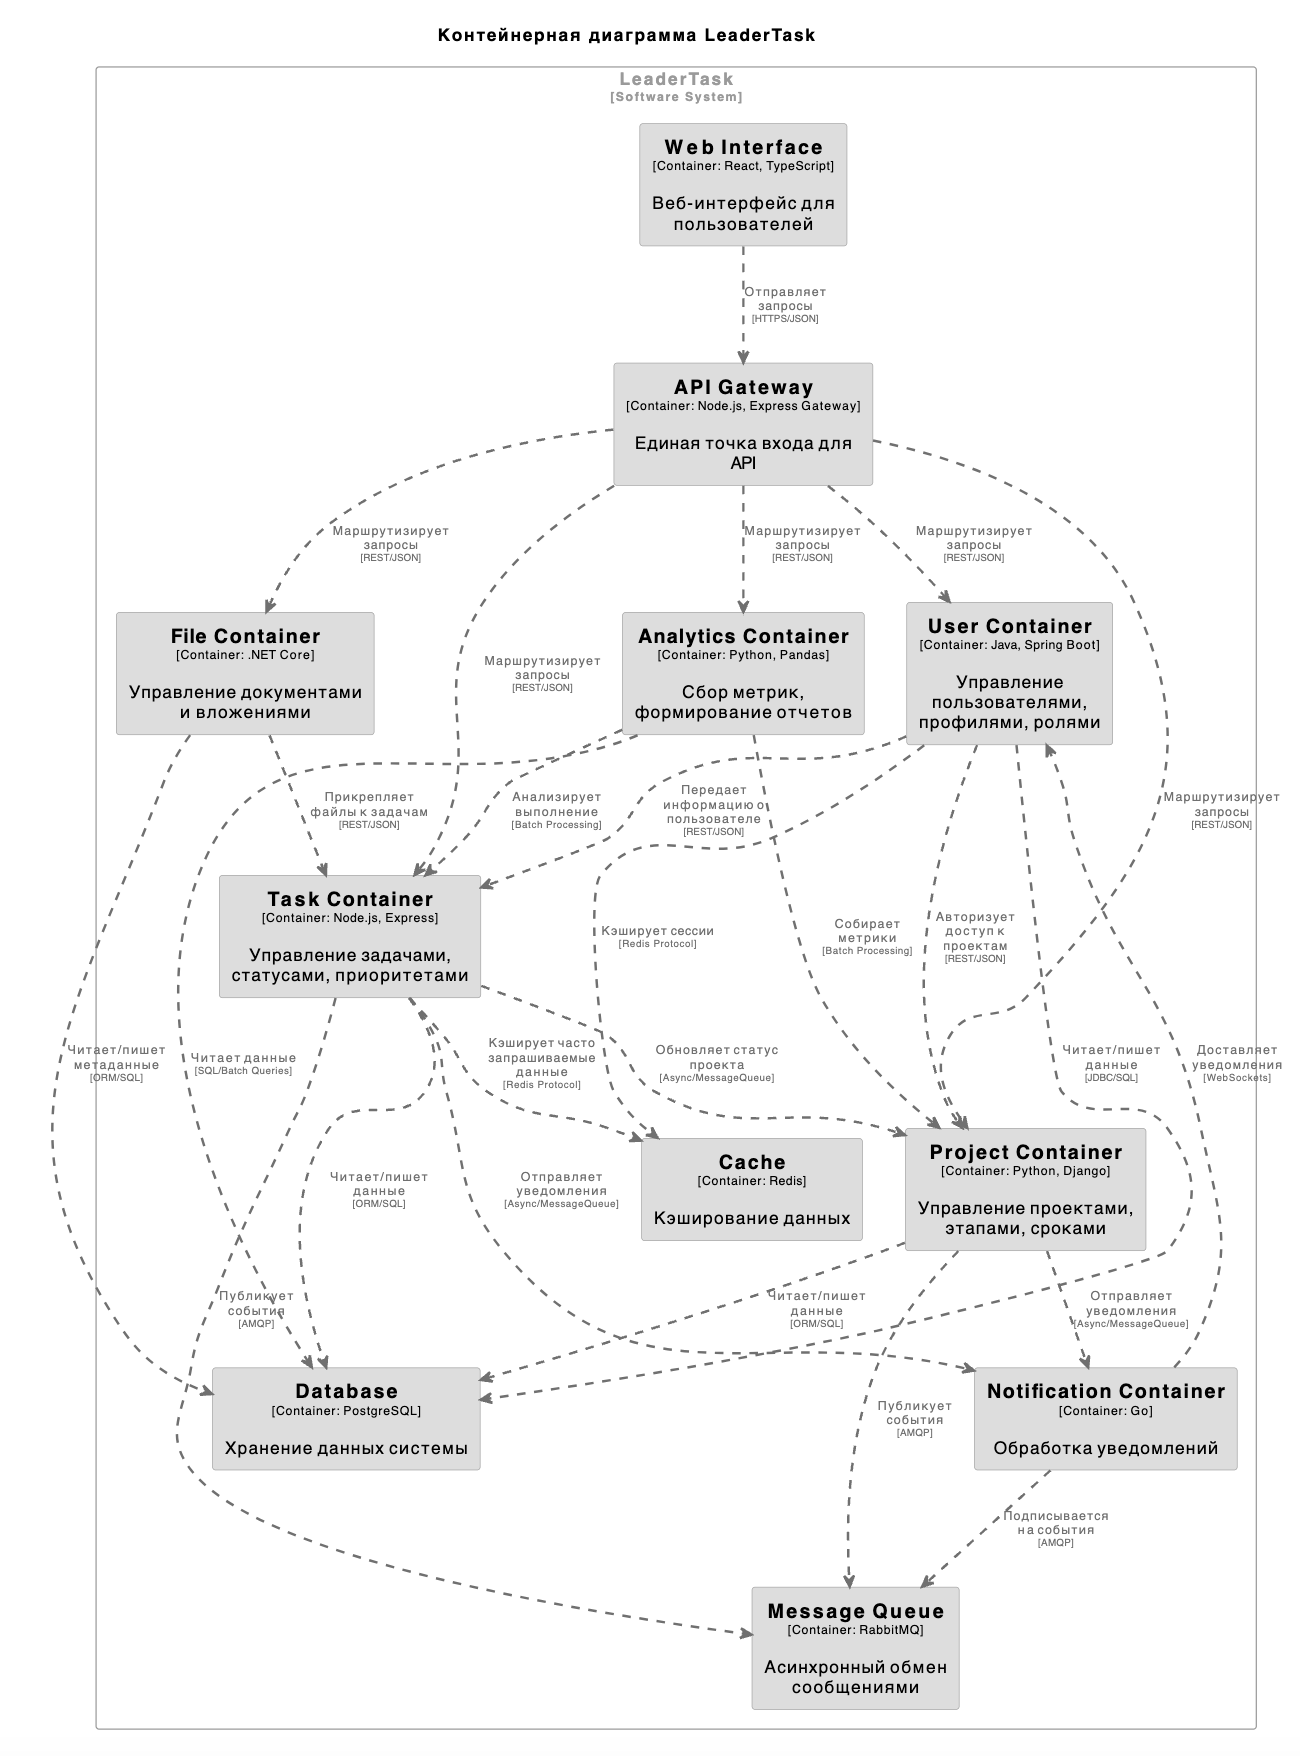 Контейнерная диаграмма LeaderTask
LeaderTask
[Software System]
Web Interface
[Container: React, TypeScript]
Веб-интерфейс для
пользователей
Отправляет
запросы
[HTTPS/JSON]
API Gateway
[Container: Node.js, Express Gateway]
Единая точка входа для
API
Маршрутизирует
запросы
[REST/JSON]
Маршрутизирует
запросы
[REST/JSON]
Маршрутизирует
запросы
[REST/JSON]
File Container
[Container: .NET Core]
Управление документами
и вложениями
Маршрутизирует
запросы
[REST/JSON]
Analytics Container
[Container: Python, Pandas]
Сбор метрик,
формирование отчетов
User Container
[Container: Java, Spring Boot]
Управление
пользователями,
профилями, ролями
Прикрепляет
файлы к задачам
[REST/JSON]
Анализирует
выполнение
[Batch Processing]
Передает
информацию о
пользователе
[REST/JSON]
Маршрутизирует
запросы
[REST/JSON]
Task Container
[Container: Node.js, Express]
Управление задачами,
статусами, приоритетами
Кэширует сессии
[Redis Protocol]
Собирает
метрики
[Batch Processing]
Авторизует
доступ к
проектам
[REST/JSON]
Читает/пишет
метаданные
[ORM/SQL]
Читает данные
[SQL/Batch Queries]
Кэширует часто
запрашиваемые
данные
[Redis Protocol]
Обновляет статус
проекта
[Async/MessageQueue]
Читает/пишет
данные
[JDBC/SQL]
Доставляет
уведомления
[WebSockets]
Читает/пишет
данные
[ORM/SQL]
Отправляет
уведомления
[Async/MessageQueue]
Cache
[Container: Redis]
Кэширование данных
Project Container
[Container: Python, Django]
Управление проектами,
этапами, сроками
Публикует
события
[AMQP]
Читает/пишет
данные
[ORM/SQL]
Отправляет
уведомления
[Async/MessageQueue]
Database
[Container: PostgreSQL]
Хранение данных системы
Публикует
события
[AMQP]
Notification Container
[Container: Go]
Обработка уведомлений
Подписывается
на события
[AMQP]
Message Queue
[Container: RabbitMQ]
Асинхронный обмен
сообщениями